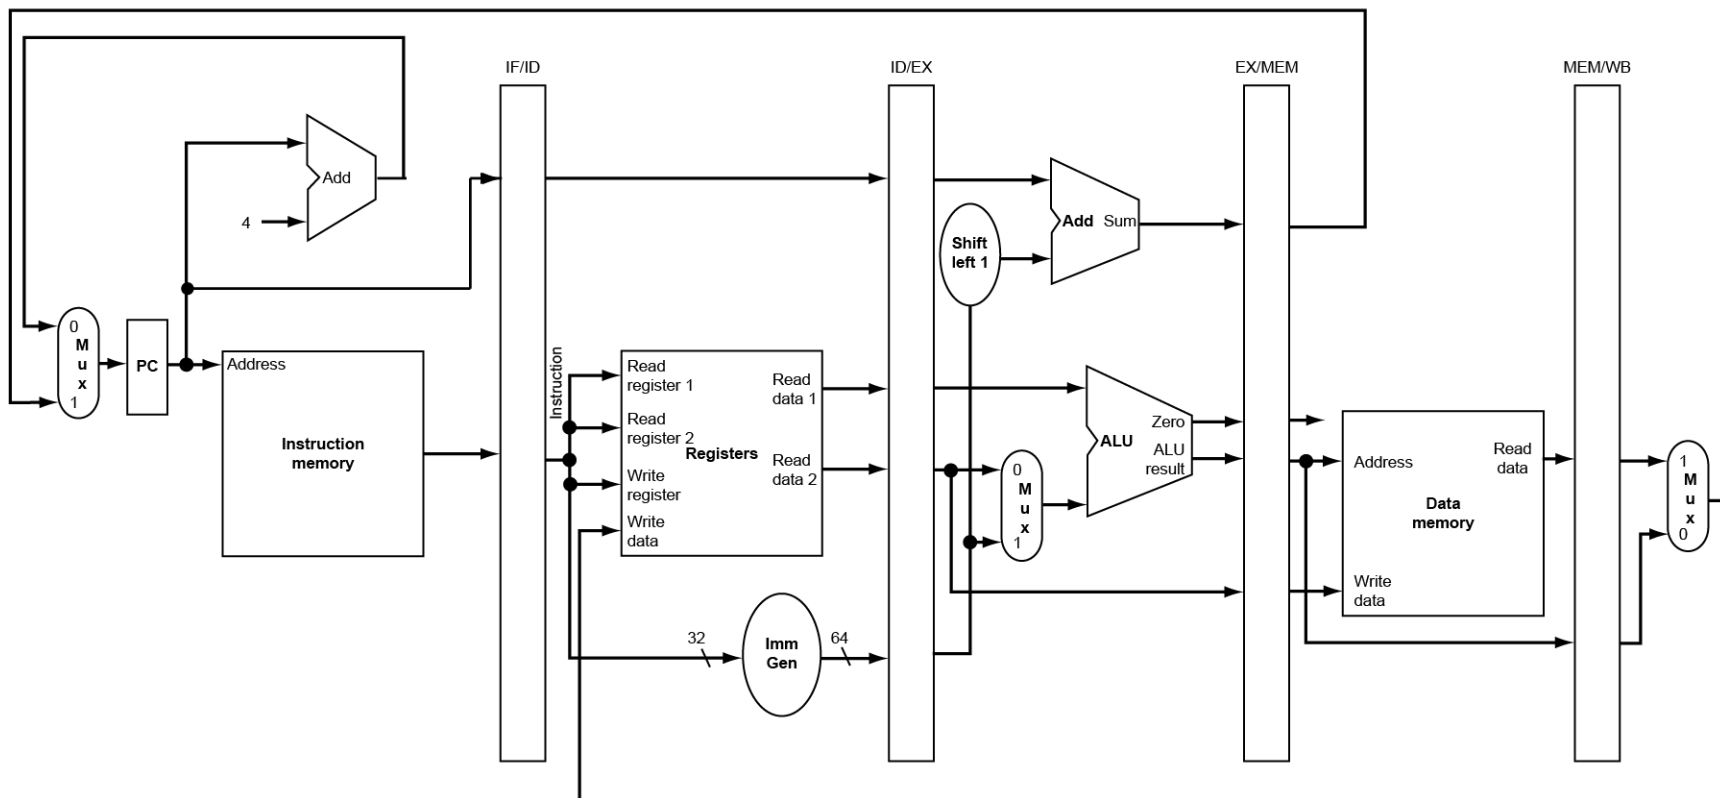 IF/ID
ID/EX
EX/MEM
MEM/WB
Add
4
0
M
u
x
1
PC
Address
Instruction
memory
Instruction
Read
register 1
Read
register 2
Write
register
Write
data
Registers
Read
data 1
Read
data 2
32
Imm
Gen
64
Shift
left 1
Add Sum
0
M
u
x
1
ALU
Zero
ALU
result
Address
Write
data
Data
memory
Read
data
1
M
u
x
0